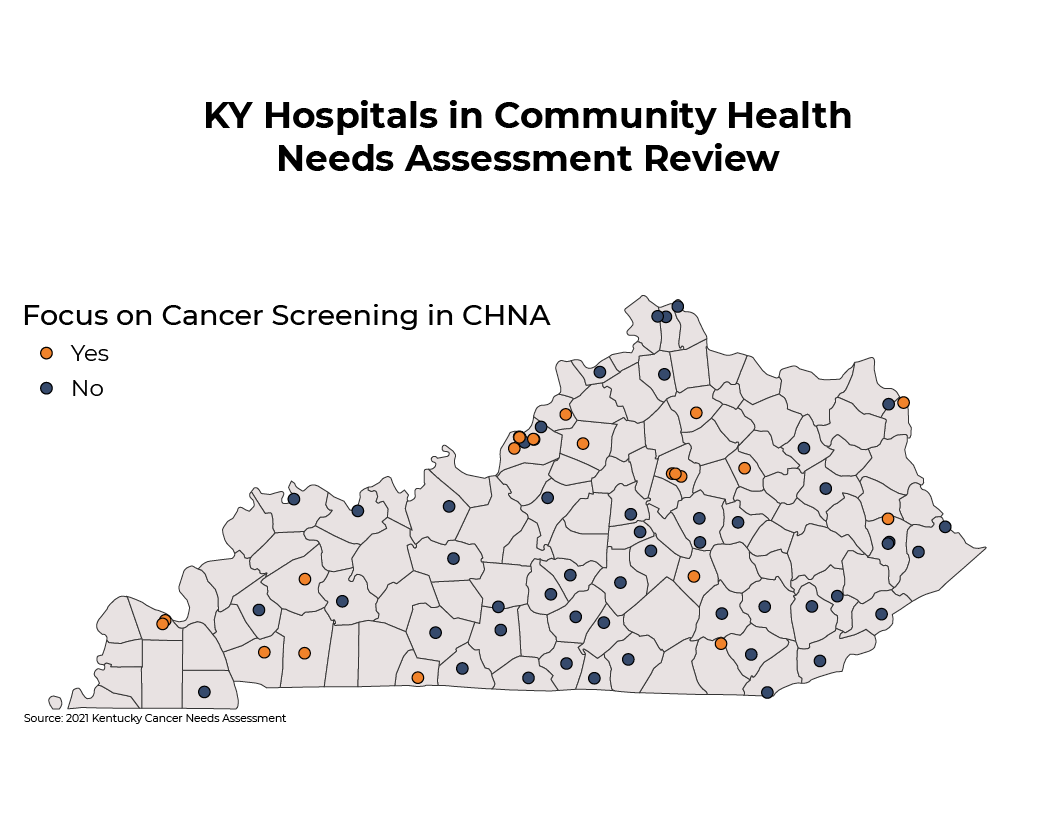 KY Hospitals in Community Health
Needs Assessment Review
Focus on Cancer Screening in CHNA
Yes
No
Source: 2021 Kentucky Cancer Needs Assessment